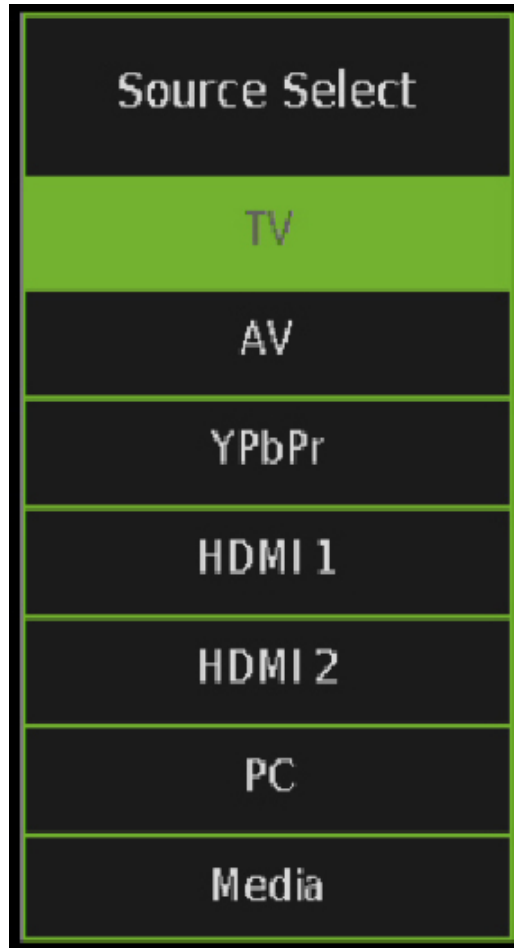 Source Select
TV
AV
YPbPr
HDMI 1
HDMI 2
PC
Media